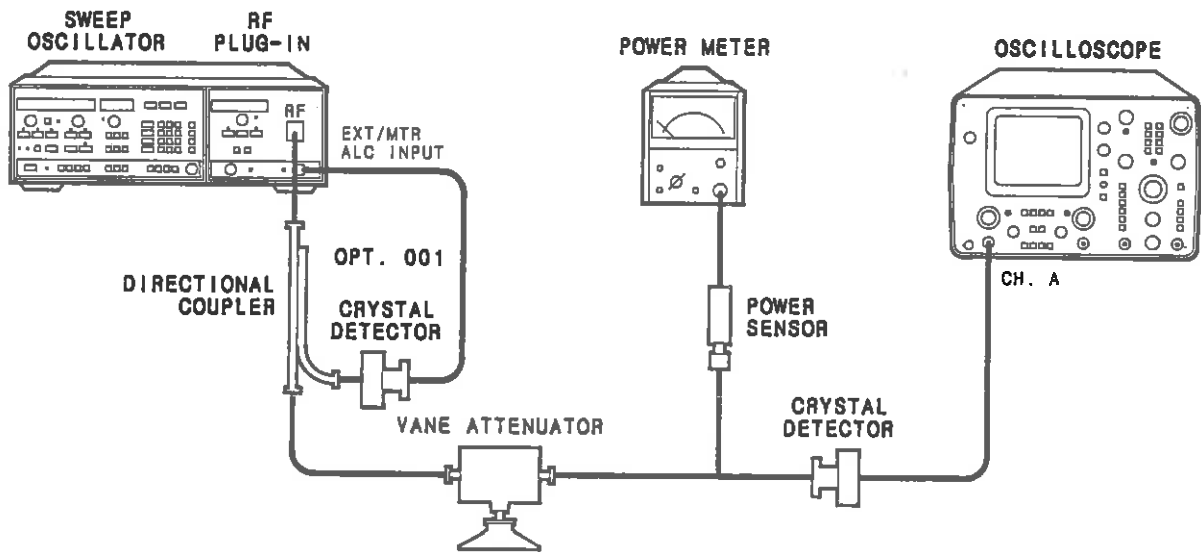 SWEEP
OSCILLATOR
RF
PLUG-IN
POWER METER
OSCILLOSCOPE
RF
EXT/MTR
ALC INPUT
OPT. 001
DIRECTIONAL
COUPLER
CRYSTAL
DETECTOR
POWER
SENSOR
CH. A
VANE ATTENUATOR
CRYSTAL
DETECTOR